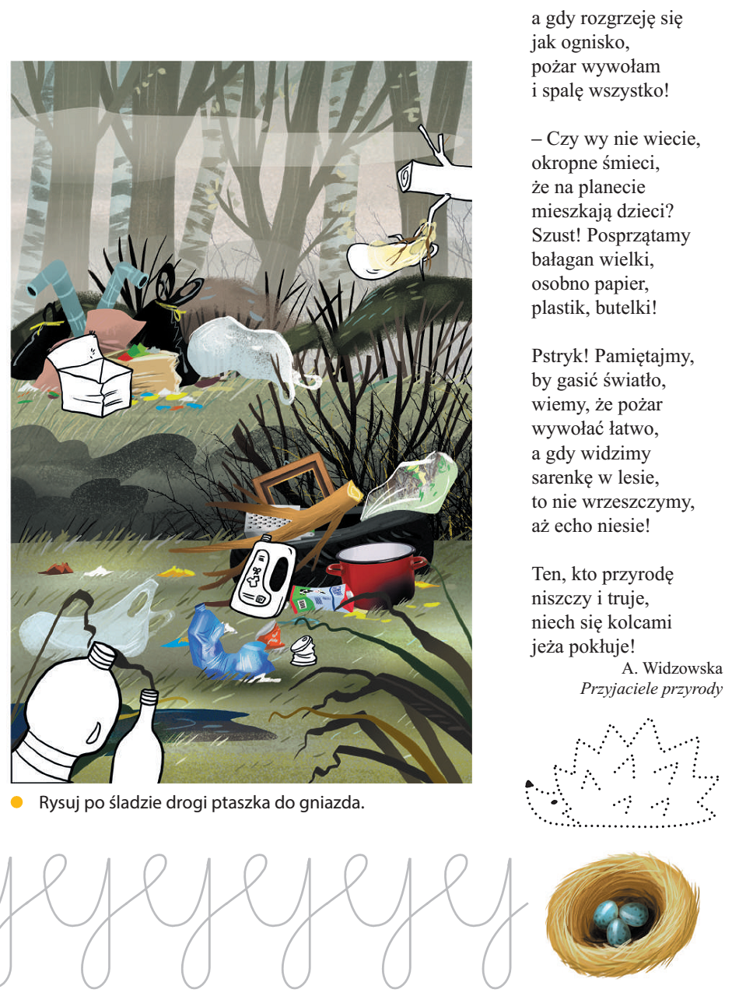 a gdy rozgrzeję się
jak ognisko,
pożar wywołam
i spalę wszystko!
– Czy wy nie wiecie,
okropne śmieci,
że na planecie
mieszkają dzieci?
Szust! Posprzątamy
bałagan wielki,
osobno papier,
plastik, butelki!
Pstryk! Pamiętajmy,
by gasić światło,
wiemy, że pożar
wywołać łatwo,
a gdy widzimy
sarenkę w lesie,
to nie wrzeszczymy,
aż echo niesie!
Ten, kto przyrodę
niszczy i truje,
niech się kolcami
jeża pokłuje!
A. Widzowska
Przyjaciele przyrody
Rysuj po śladzie drogi ptaszka do gniazda.